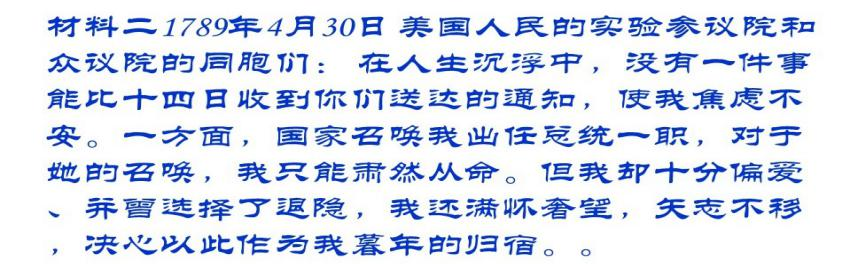 材料二1789年4月30日 美国人民的实验参议院和
众议院的同胞们： 在人生沉浮中，没有一件事
能比十四日收到你们送达的通知，使我焦虑不
安。一方面，国家召唤我出任总统一职，对于
她的召唤，我只能肃然从命。但我却十分偏爱
、并曾选择了退隐，我还满怀奢望，矢志不移
，决心以此作为我暮年的归宿。。